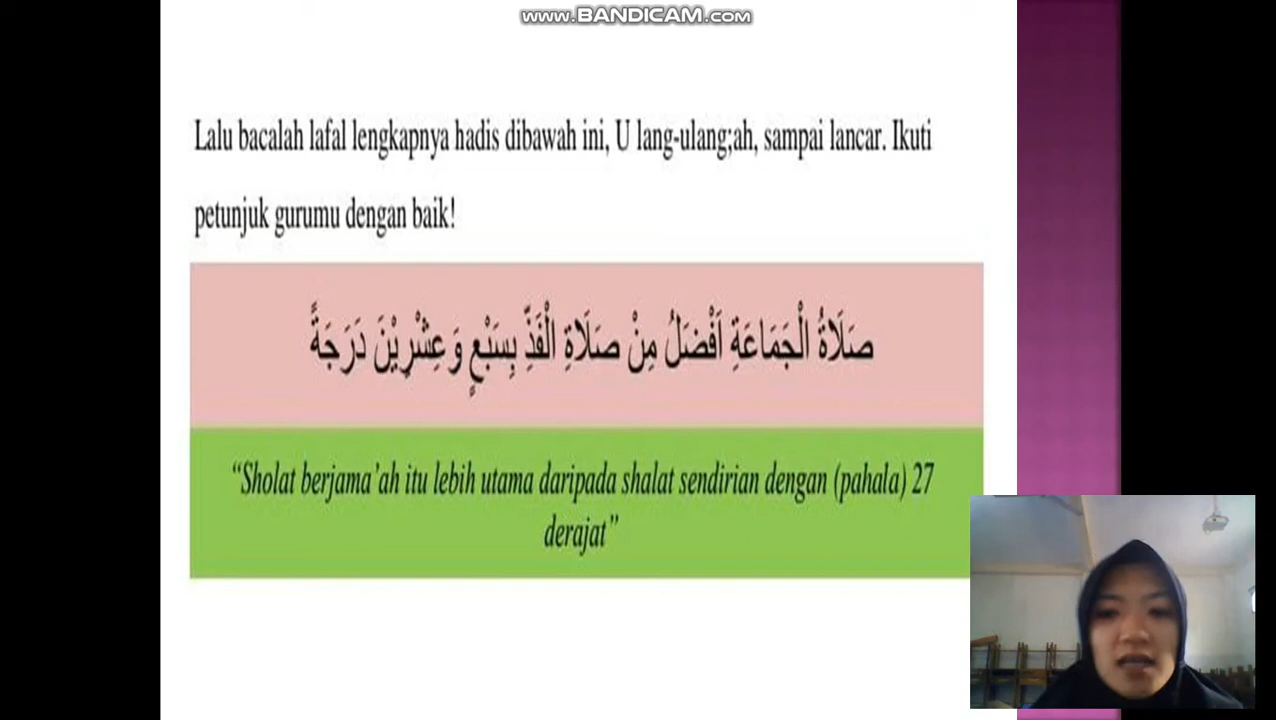 www.BANDICAM.com
Lalu bacalah lafal lengkapnya hadis dibawah ini, U lang-ulang;ah, sampai lancar. Ikuti
petunjuk gurumu dengan baik!
صَلَاةُ الْجَمَاعَةِ اَفْضَلُ مِنْ صَلَاةِ الْفَذِّ بِسَبْعٍ وَعِشْرِيْنَ دَرَجَةً
“Sholat berjama’ah itu lebih utama daripada shalat sendirian dengan (pahala) 27
derajat”